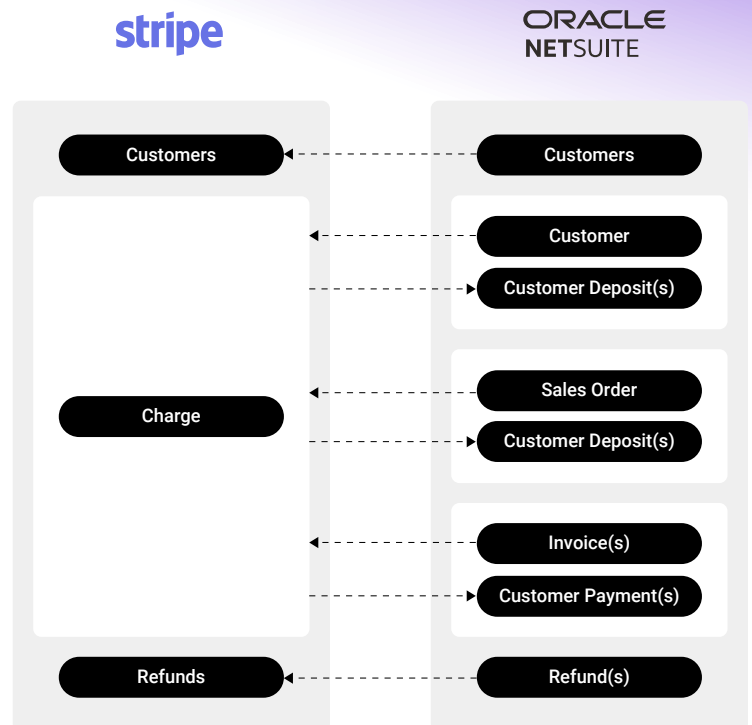 stripe
ORACLE
NETSUITE
Customers
Customers
Customer
Customer Deposit(s)
Charge
Sales Order
Customer Deposit(s)
Invoice(s)
Customer Payment(s)
Refunds
Refund(s)